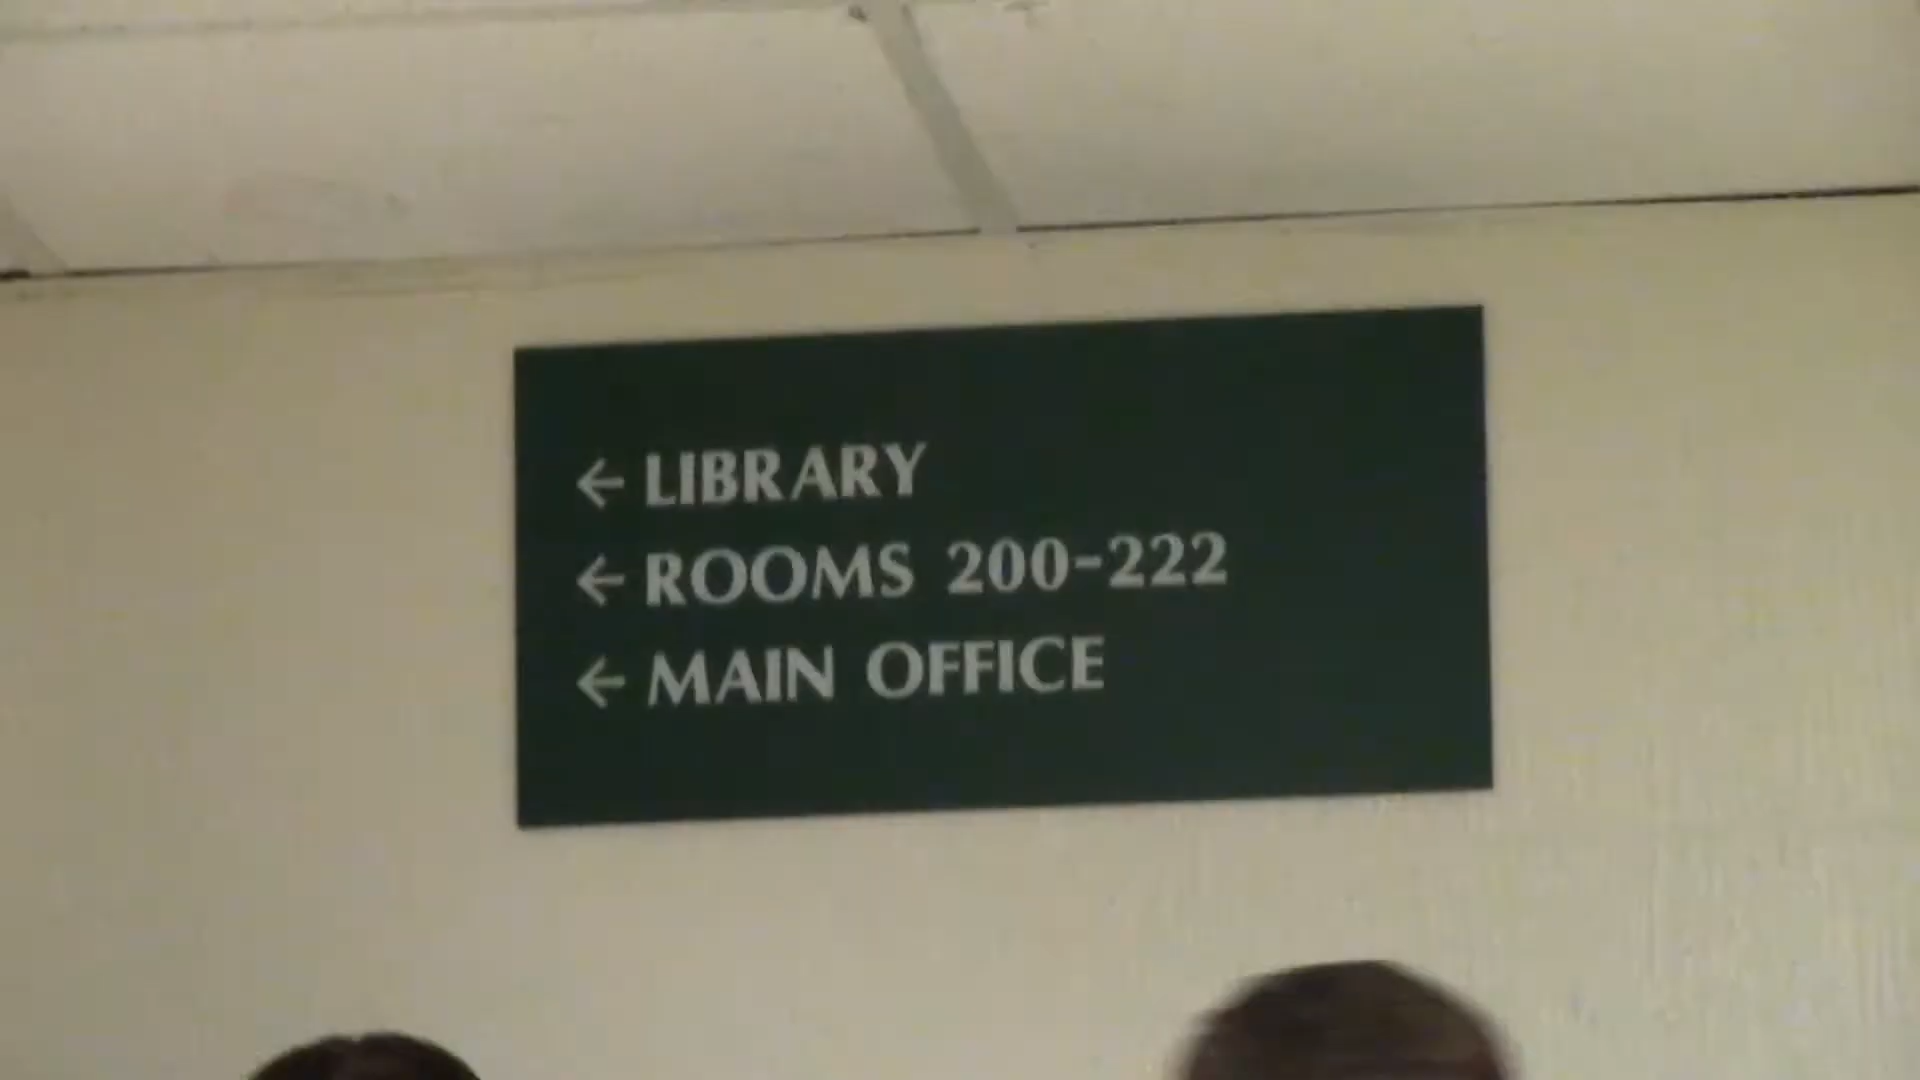 ← LIBRARY
← ROOMS 200-222
← MAIN OFFICE